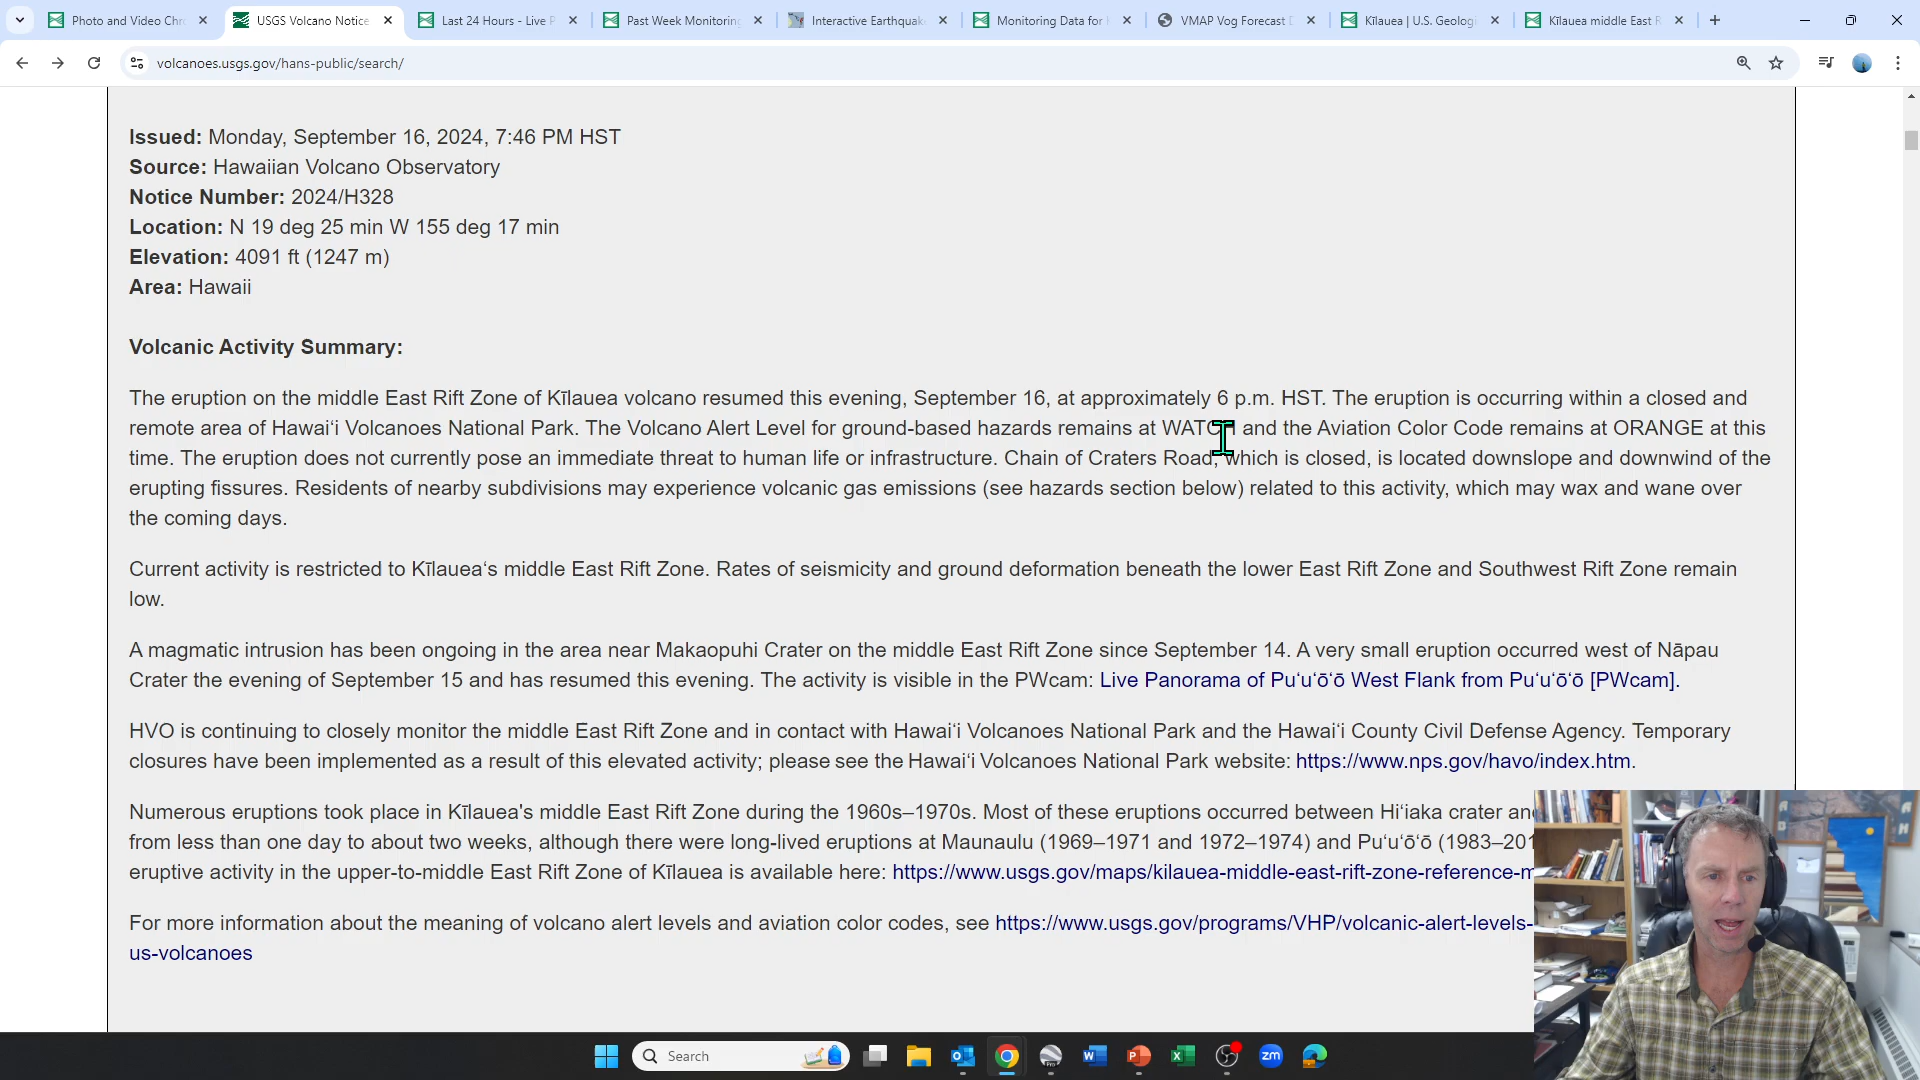 Photo and Video Chr
USGS Volcano Notice
Last 24 Hours - Live P
Past Week Monitorin
Interactive Earthquak
Monitoring Data for
VMAP Vog Forecast
Kīlauea | U.S. Geologi
Kīlauea middle East R
volcanoes.usgs.gov/hans-public/search/
Issued: Monday, September 16, 2024, 7:46 PM HST
Source: Hawaiian Volcano Observatory
Notice Number: 2024/H328
Location: N 19 deg 25 min W 155 deg 17 min
Elevation: 4091 ft (1247 m)
Area: Hawaii
Volcanic Activity Summary:
The eruption on the middle East Rift Zone of Kīlauea volcano resumed this evening, September 16, at approximately 6 p.m. HST. The eruption is occurring within a closed and
remote area of Hawaiʻi Volcanoes National Park. The Volcano Alert Level for ground-based hazards remains at WATCH and the Aviation Color Code remains at ORANGE at this
time. The eruption does not currently pose an immediate threat to human life or infrastructure. Chain of Craters Road, which is closed, is located downslope and downwind of the
erupting fissures. Residents of nearby subdivisions may experience volcanic gas emissions (see hazards section below) related to this activity, which may wax and wane over
the coming days.
Current activity is restricted to Kīlauea‘s middle East Rift Zone. Rates of seismicity and ground deformation beneath the lower East Rift Zone and Southwest Rift Zone remain
low.
A magmatic intrusion has been ongoing in the area near Makaopuhi Crater on the middle East Rift Zone since September 14. A very small eruption occurred west of Nāpau
Crater the evening of September 15 and has resumed this evening. The activity is visible in the PWcam: Live Panorama of Puʻuʻōʻō West Flank from Puʻuʻōʻō [PWcam].
HVO is continuing to closely monitor the middle East Rift Zone and in contact with Hawaiʻi Volcanoes National Park and the Hawaiʻi County Civil Defense Agency. Temporary
closures have been implemented as a result of this elevated activity; please see the Hawaiʻi Volcanoes National Park website: https://www.nps.gov/havo/index.htm.
Numerous eruptions took place in Kīlauea's middle East Rift Zone during the 1960s–1970s. Most of these eruptions occurred between Hiʻiaka crater an
from less than one day to about two weeks, although there were long-lived eruptions at Maunaulu (1969–1971 and 1972–1974) and Puʻuʻōʻō (1983–201
eruptive activity in the upper-to-middle East Rift Zone of Kīlauea is available here: https://www.usgs.gov/maps/kilauea-middle-east-rift-zone-reference-m
For more information about the meaning of volcano alert levels and aviation color codes, see https://www.usgs.gov/programs/VHP/volcanic-alert-levels-
us-volcanoes
Search
zm